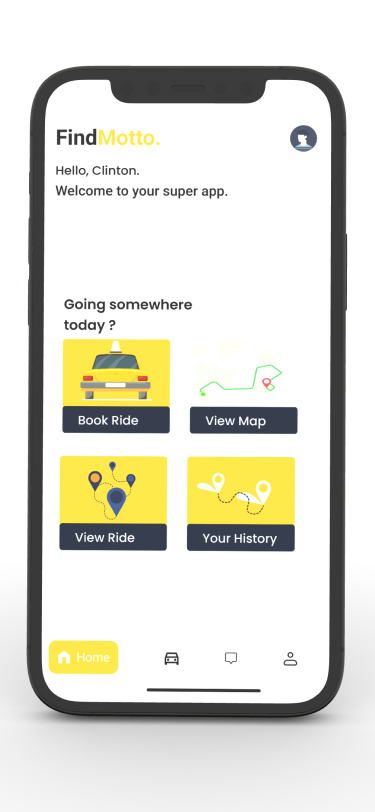 FindMotto.
Hello, Clinton.
Welcome to your super app.
Going somewhere
today ?
Book Ride
View Map
View Ride
Your History
Home